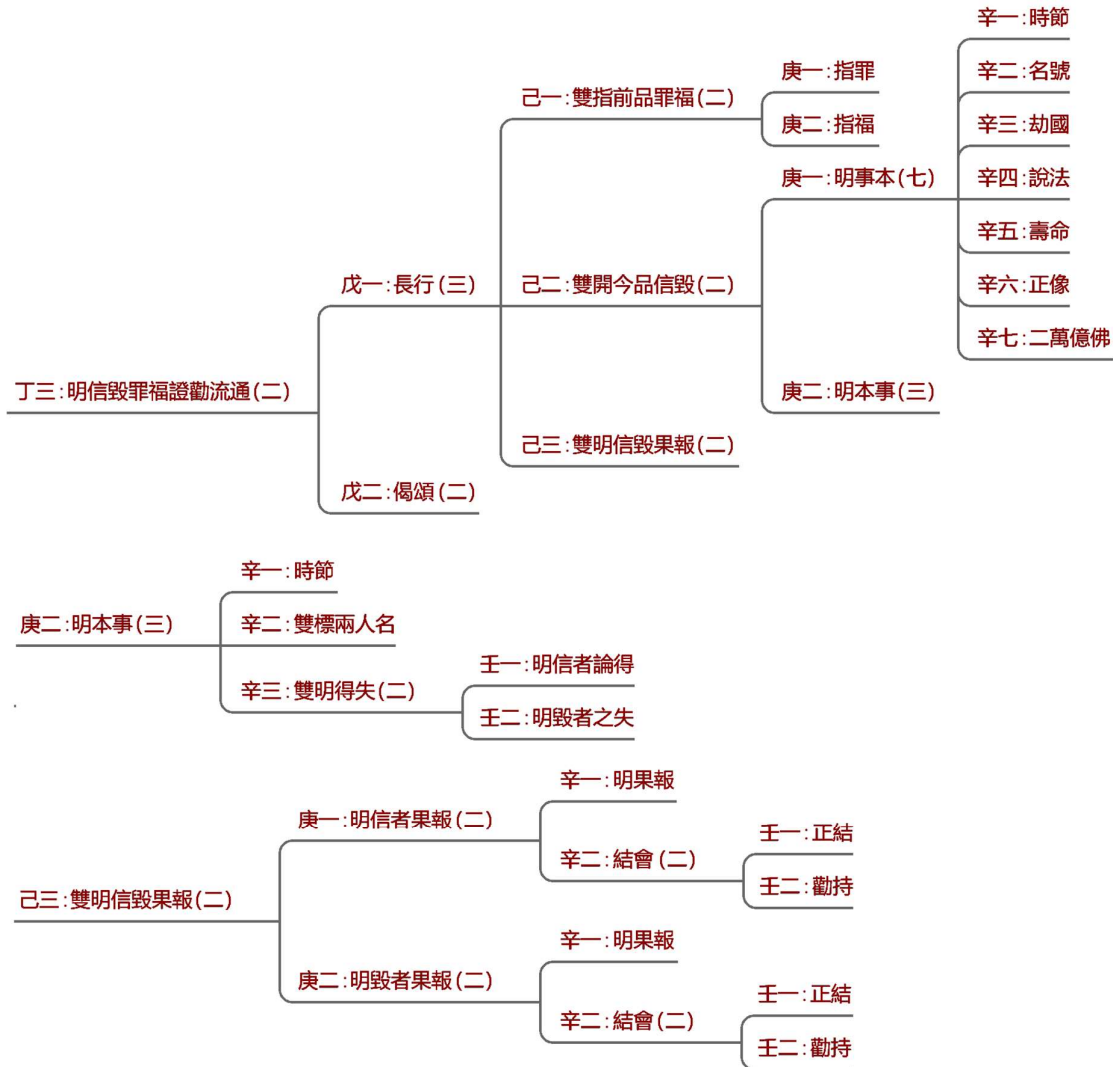 丁三:明信毀罪福證勸流通(二)
戊一:長行(三)
己一:雙指前品罪福(二)
庚一:指罪
庚二:指福
己二:雙開今品信毀(二)
庚一:明事本(七)
辛一:時節
辛二:名號
辛三:劫國
辛四:說法
辛五:壽命
辛六:正像
辛七:二萬億佛
庚二:明本事(三)
己三:雙明信毀果報(二)
戊二:偈頌(二)
庚二:明本事(三)
辛一:時節
辛二:雙標兩人名
辛三:雙明得失(二)
壬一:明信者論得
壬二:明毀者之失
己三:雙明信毀果報(二)
庚一:明信者果報(二)
辛一:明果報
辛二:結會(二)
壬一:正結
壬二:勸持
庚二:明毀者果報(二)
辛一:明果報
辛二:結會(二)
壬一:正結
壬二:勸持